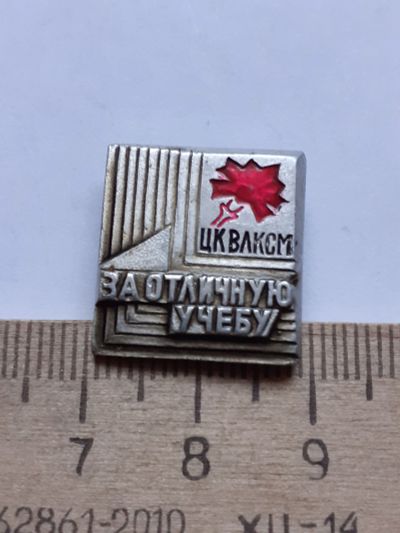 ЦК ВЛКСМ
ЗА ОТЛИЧНУЮ
УЧЕБУ
7 8 9
62861-2010 XII-14